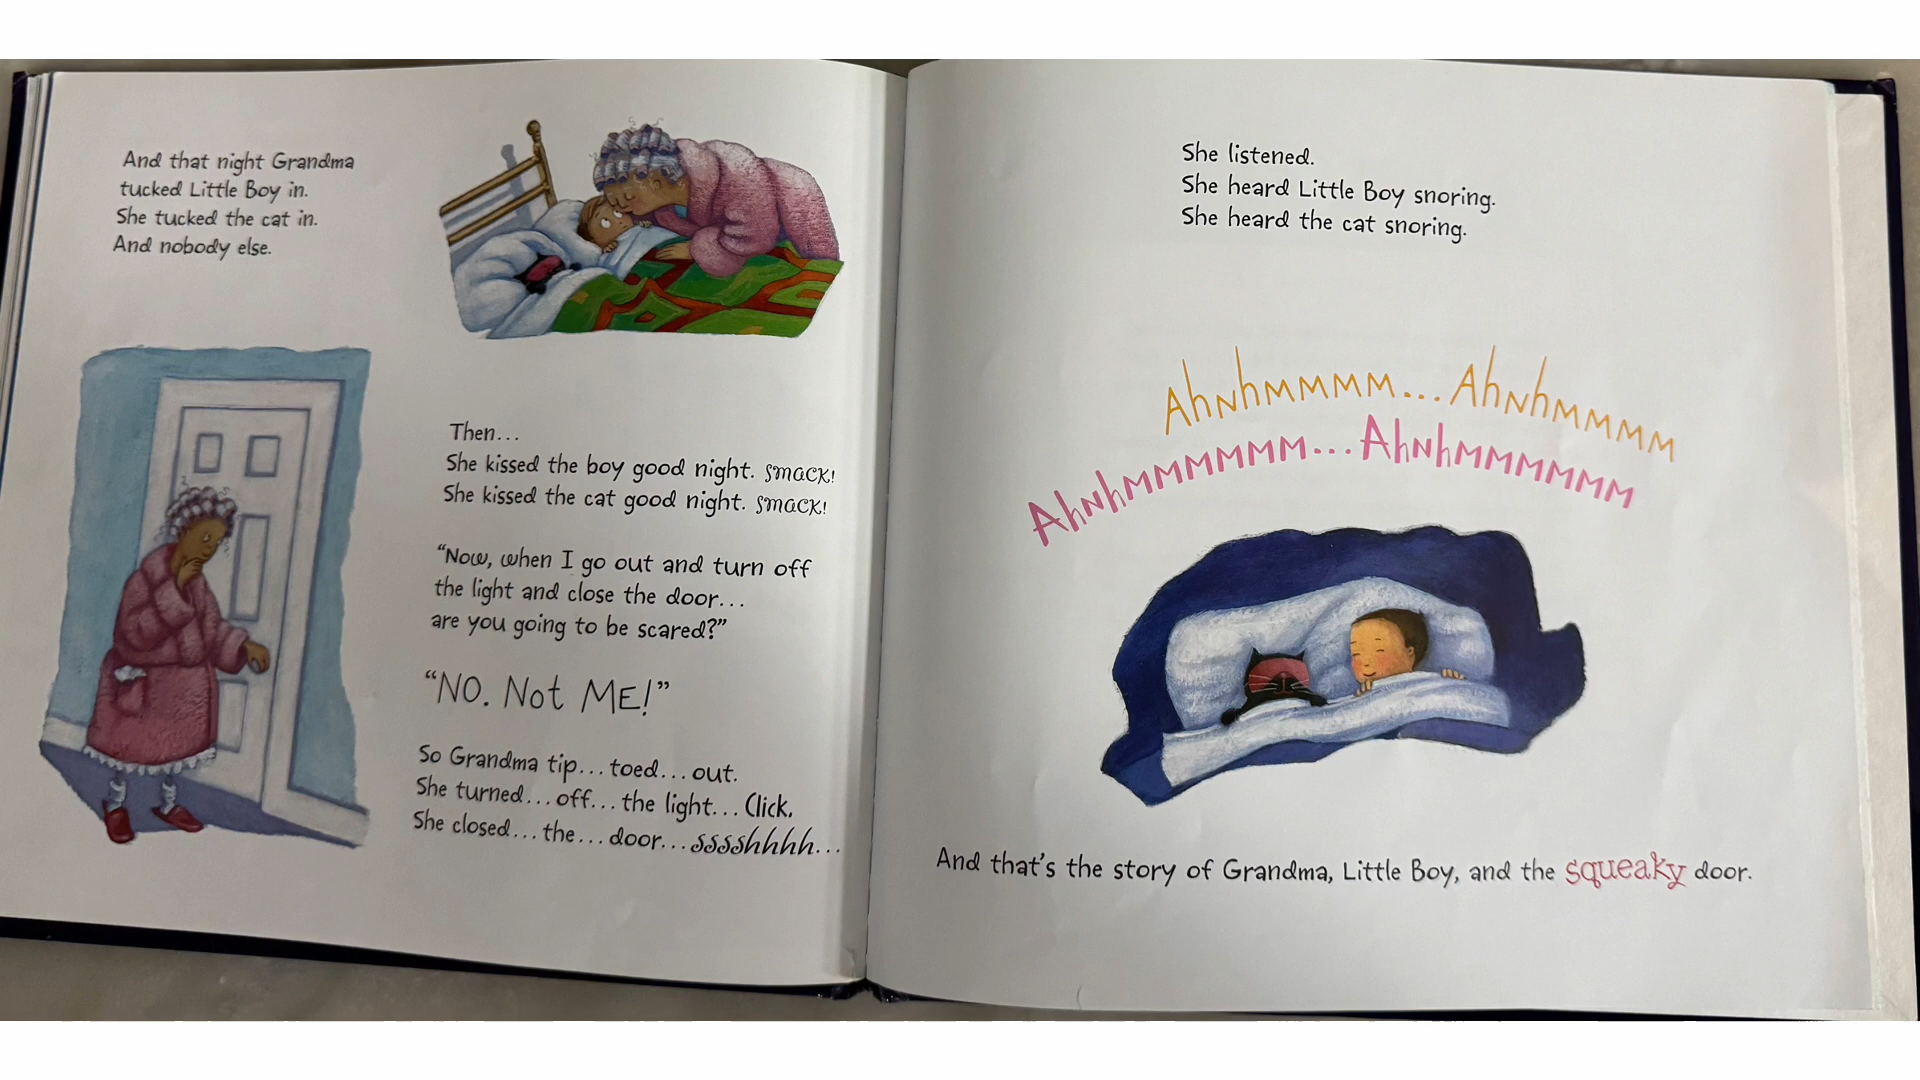 And that night Grandma
tucked Little Boy in.
She tucked the cat in.
And nobody else.
Then...
She kissed the boy good night. SMACK!
She kissed the cat good night. SMACK!
“Now, when I go out and turn off
the light and close the door...
are you going to be scared?”
“NO. Not ME!”
So Grandma tip...toed...out.
She turned...off...the light...Click.
She closed...the...door...sssshhhh...
She listened.
She heard Little Boy snoring.
She heard the cat snoring.
AhNhMMMM...AhNhMMMM
AhNhMMMMMM...AhNhMMMMMM
And that's the story of Grandma, Little Boy, and the squeaky door.